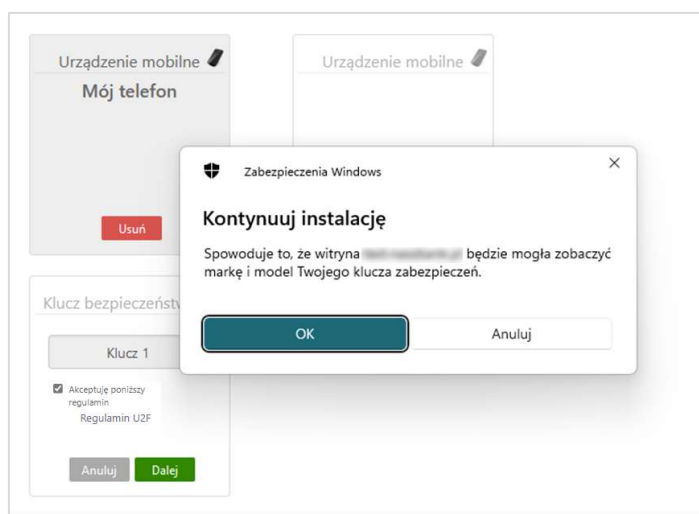 Urządzenie mobilne
Mój telefon
Usuń
Urządzenie mobilne
Zabezpieczenia Windows
Kontynuuj instalację
Spowoduje to, że witryna będzie mogła zobaczyć
markę i model Twojego klucza zabezpieczeń.
OK Anuluj
Klucz bezpieczeńst
Klucz 1
Akceptuję poniższy
regulamin
Regulamin U2F
Anuluj Dalej